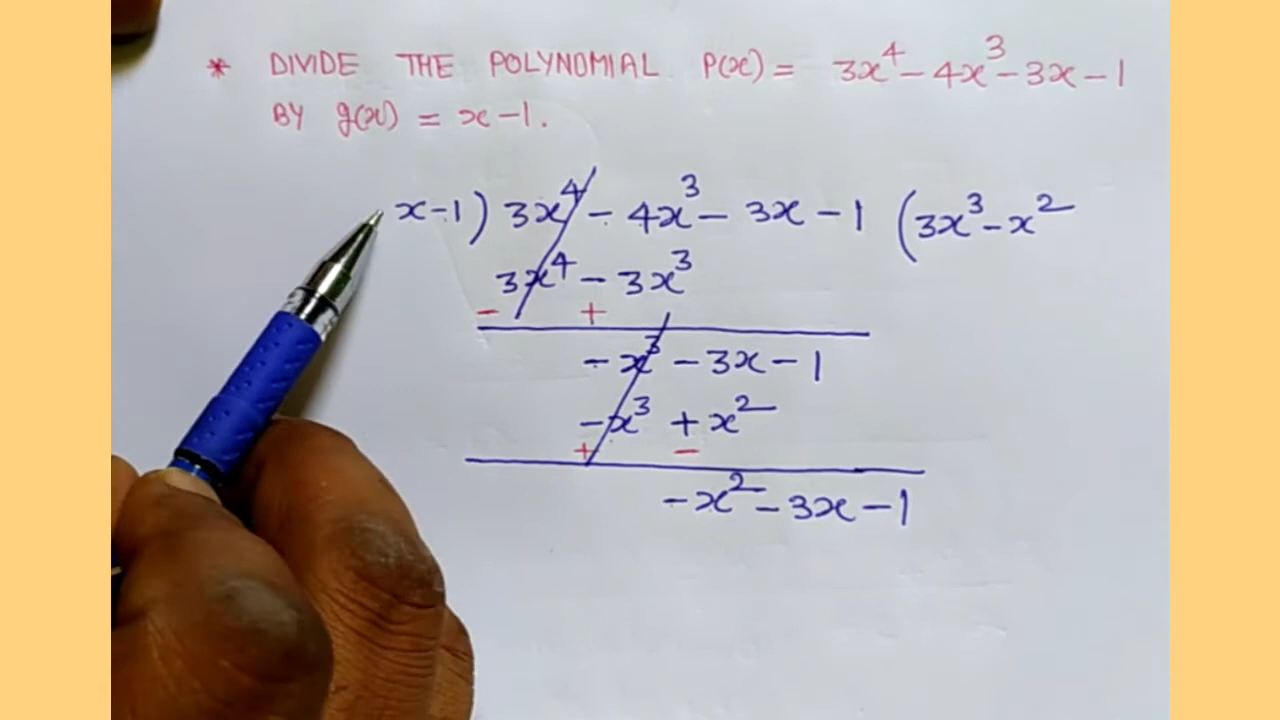 * DIVIDE THE POLYNOMIAL P(x) = 3x⁴ - 4x³ - 3x - 1
BY g(x) = x - 1.
x - 1 ) 3x⁴ - 4x³ - 3x - 1 ( 3x³ - x²
3x⁴ - 3x³
- +
- x³ - 3x - 1
- x³ + x²
+ -
- x² - 3x - 1